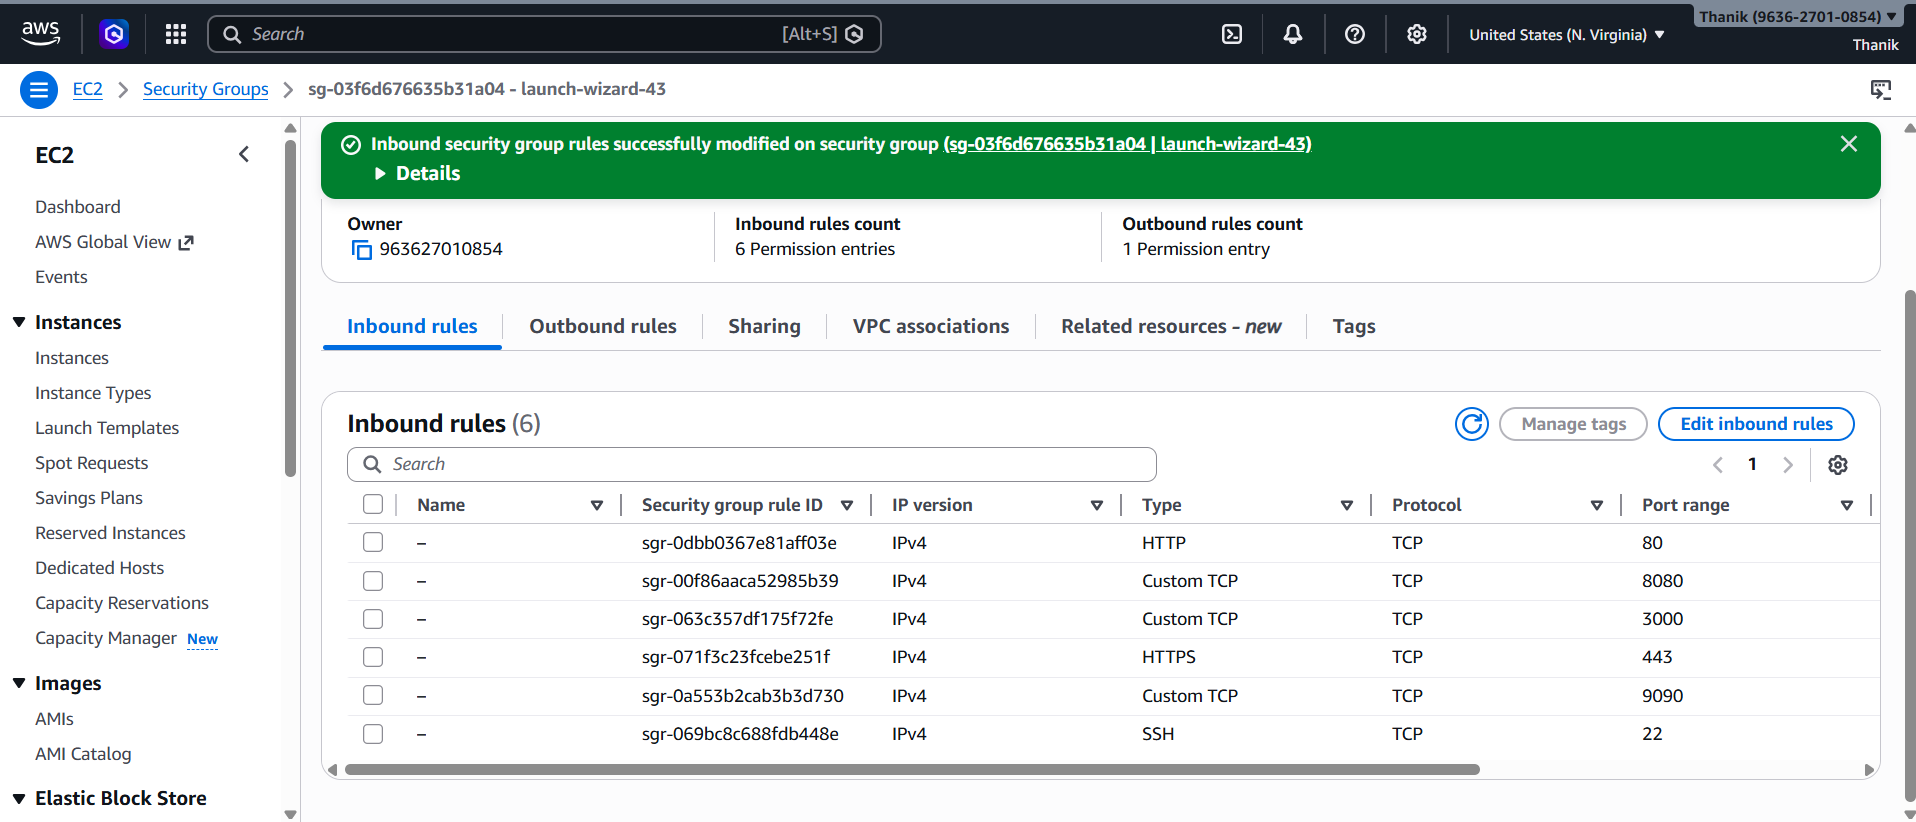 aws
Search [Alt+S]
United States (N. Virginia)
Thanik (9636-2701-0854)
Thanik
EC2 Security Groups sg-03f6d676635b31a04 - launch-wizard-43
EC2
Dashboard
AWS Global View
Events
Instances
Instances
Instance Types
Launch Templates
Spot Requests
Savings Plans
Reserved Instances
Dedicated Hosts
Capacity Reservations
Capacity Manager New
Images
AMIs
AMI Catalog
Elastic Block Store
Inbound security group rules successfully modified on security group (sg-03f6d676635b31a04 | launch-wizard-43)
Details
Owner Inbound rules count Outbound rules count
963627010854 6 Permission entries 1 Permission entry
Inbound rules Outbound rules Sharing VPC associations Related resources - new Tags
Inbound rules (6) Manage tags Edit inbound rules
Search 1
Name Security group rule ID IP version Type Protocol Port range
– sgr-0dbb0367e81aff03e IPv4 HTTP TCP 80
– sgr-00f86aaca52985b39 IPv4 Custom TCP TCP 8080
– sgr-063c357df175f72fe IPv4 Custom TCP TCP 3000
– sgr-071f3c23fcebe251f IPv4 HTTPS TCP 443
– sgr-0a553b2cab3b3d730 IPv4 Custom TCP TCP 9090
– sgr-069bc8c688fdb448e IPv4 SSH TCP 22